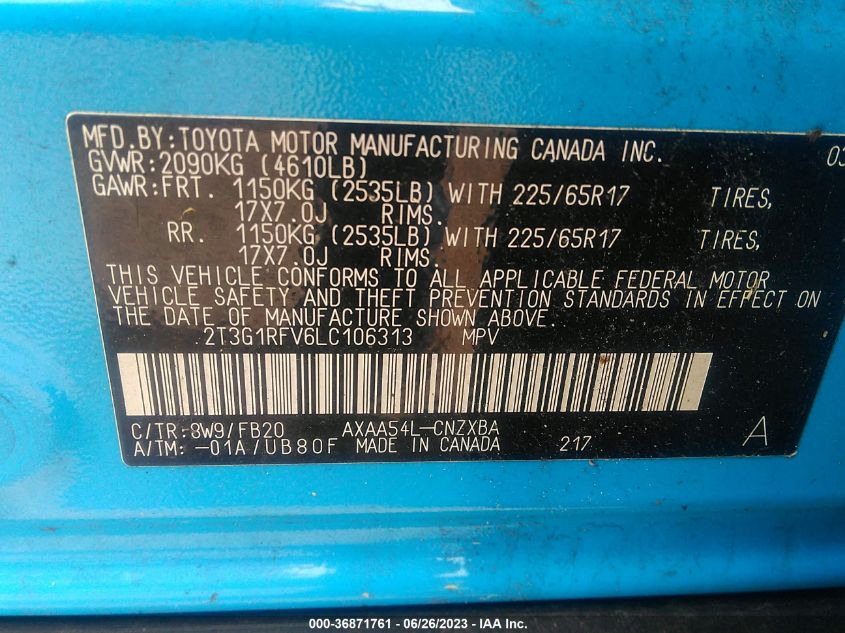 MFD.BY:TOYOTA MOTOR MANUFACTURING CANADA INC. 03
GVWR:2090KG (4610LB)
GAWR:FRT. 1150KG (2535LB) WITH 225/65R17 TIRES,
17X7.0J RIMS.
RR. 1150KG (2535LB) WITH 225/65R17 TIRES,
17X7.0J RIMS.
THIS VEHICLE CONFORMS TO ALL APPLICABLE FEDERAL MOTOR
VEHICLE SAFETY AND THEFT PREVENTION STANDARDS IN EFFECT ON
THE DATE OF MANUFACTURE SHOWN ABOVE.
2T3G1RFV6LC106313 MPV
C/TR:8W9/FB20 AXAA54L-CNZXBA
A/TM:-01A/UB80F MADE IN CANADA 217 A
000-36871761 / 06/26/2023 / © IAA Inc.